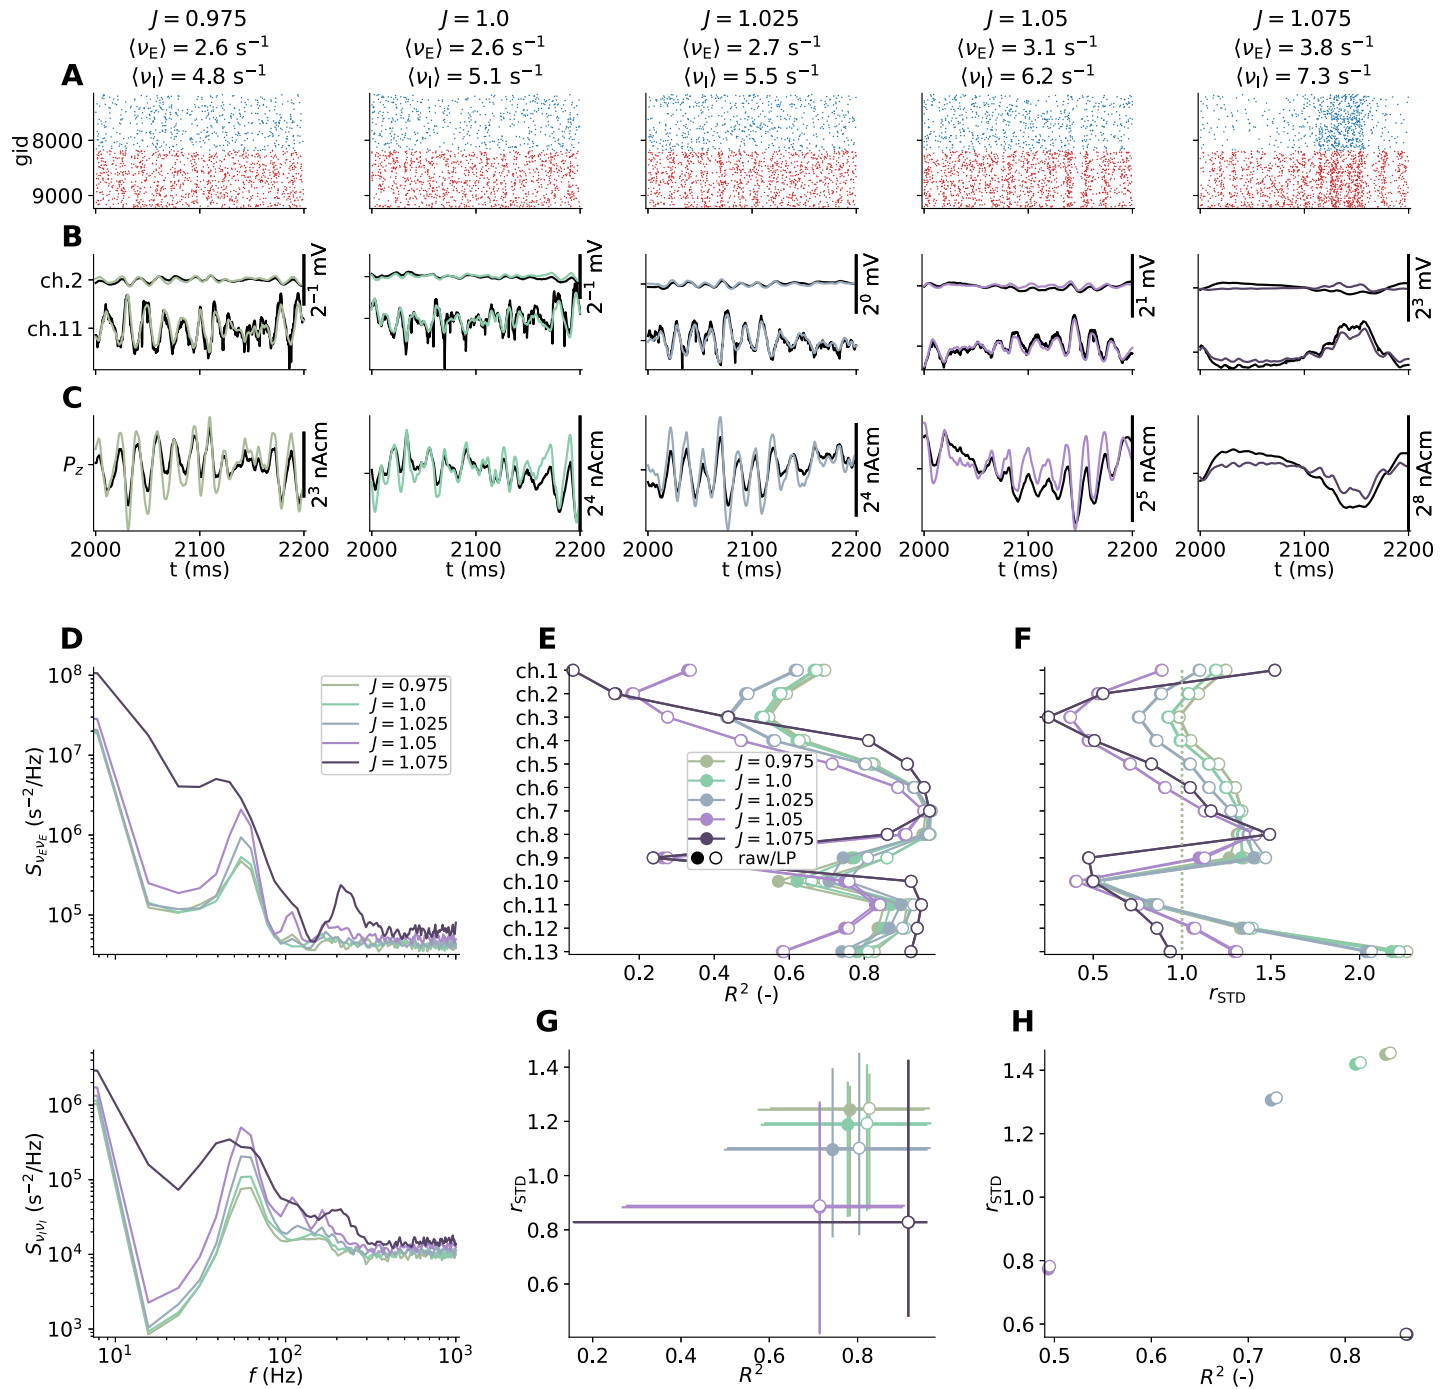 J = 0.975
⟨ν_E⟩ = 2.6 s⁻¹
⟨ν_I⟩ = 4.8 s⁻¹
J = 1.0
⟨ν_E⟩ = 2.6 s⁻¹
⟨ν_I⟩ = 5.1 s⁻¹
J = 1.025
⟨ν_E⟩ = 2.7 s⁻¹
⟨ν_I⟩ = 5.5 s⁻¹
J = 1.05
⟨ν_E⟩ = 3.1 s⁻¹
⟨ν_I⟩ = 6.2 s⁻¹
J = 1.075
⟨ν_E⟩ = 3.8 s⁻¹
⟨ν_I⟩ = 7.3 s⁻¹
A
gid
8000
9000
B
ch.2
ch.11
2⁻¹ mV
2⁻¹ mV
2⁰ mV
2¹ mV
2³ mV
C
P_z
2³ nAcm
2⁴ nAcm
2⁴ nAcm
2⁵ nAcm
2⁸ nAcm
2000 2100 2200
t (ms)
2000 2100 2200
t (ms)
2000 2100 2200
t (ms)
2000 2100 2200
t (ms)
2000 2100 2200
t (ms)
D
S_{ν_E ν_E} (s⁻²/Hz)
10⁸
10⁷
10⁶
10⁵
J = 0.975
J = 1.0
J = 1.025
J = 1.05
J = 1.075
S_{ν_I ν_I} (s⁻²/Hz)
10⁶
10⁵
10⁴
10³
10¹ 10² 10³
f (Hz)
E
ch.1
ch.2
ch.3
ch.4
ch.5
ch.6
ch.7
ch.8
ch.9
ch.10
ch.11
ch.12
ch.13
J = 0.975
J = 1.0
J = 1.025
J = 1.05
J = 1.075
raw/LP
0.2 0.4 0.6 0.8
R² (-)
F
0.5 1.0 1.5 2.0
r_STD
G
r_STD
1.4
1.2
1.0
0.8
0.6
0.2 0.4 0.6 0.8
R²
H
r_STD
1.4
1.2
1.0
0.8
0.6
0.5 0.6 0.7 0.8
R² (-)